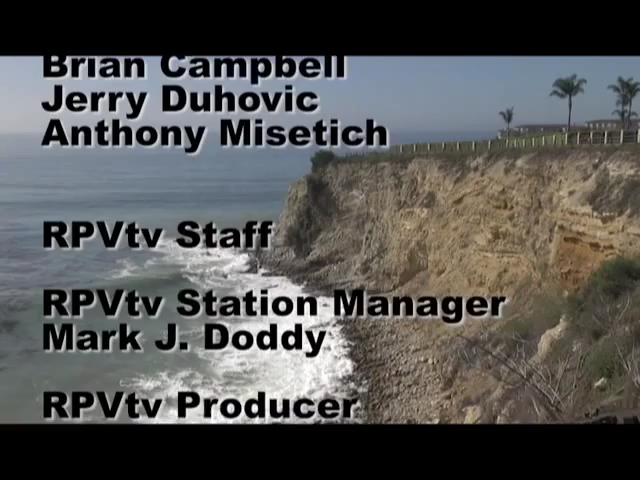 Brian Campbell
Jerry Duhovic
Anthony Misetich
RPVtv Staff
RPVtv Station Manager
Mark J. Doddy
RPVtv Producer